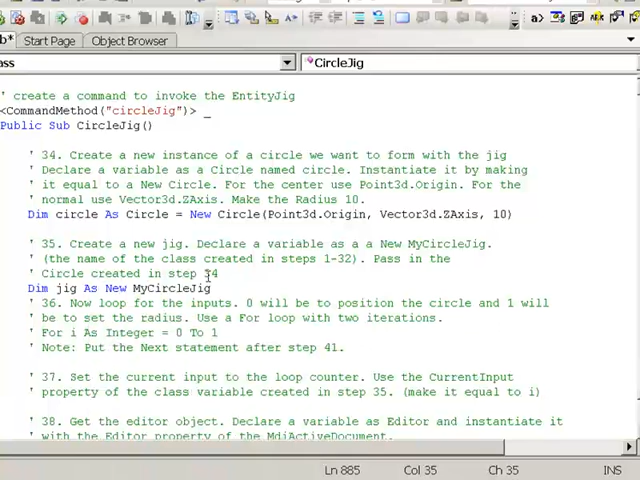 b*
Start Page
Object Browser
ass
CircleJig
' create a command to invoke the EntityJig
<CommandMethod("circleJig")> _
Public Sub CircleJig()
' 34. Create a new instance of a circle we want to form with the jig
' Declare a variable as a Circle named circle. Instantiate it by making
' it equal to a New Circle. For the center use Point3d.Origin. For the
' normal use Vector3d.ZAxis. Make the Radius 10.
Dim circle As Circle = New Circle(Point3d.Origin, Vector3d.ZAxis, 10)
' 35. Create a new jig. Declare a variable as a a New MyCircleJig.
' (the name of the class created in steps 1-32). Pass in the
' Circle created in step 34
Dim jig As New MyCircleJig
' 36. Now loop for the inputs. 0 will be to position the circle and 1 will
' be to set the radius. Use a For loop with two iterations.
' For i As Integer = 0 To 1
' Note: Put the Next statement after step 41.
' 37. Set the current input to the loop counter. Use the CurrentInput
' property of the class variable created in step 35. (make it equal to i)
' 38. Get the editor object. Declare a variable as Editor and instantiate it
' with the Editor property of the MdiActiveDocument.
Ln 885 Col 35 Ch 35 INS